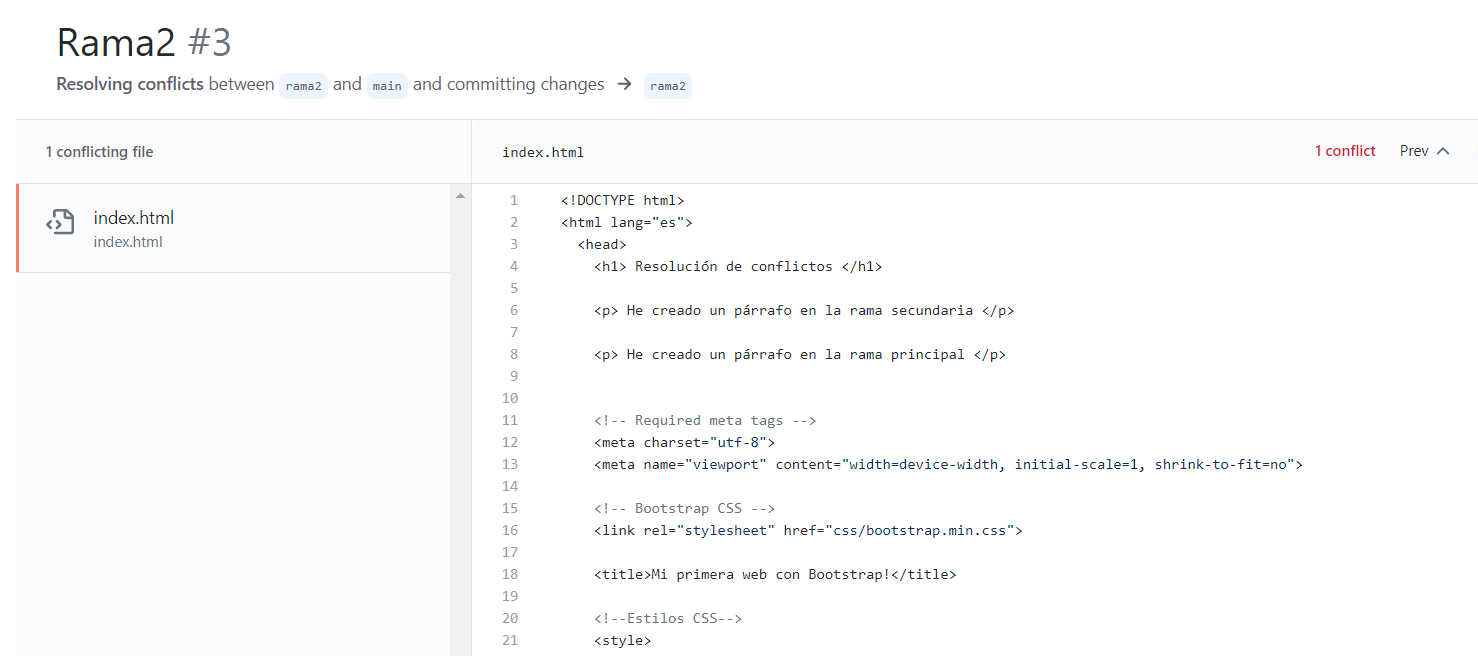 Rama2 #3
Resolving conflicts between rama2 and main and committing changes → rama2
1 conflicting file
index.html
index.html
index.html
1 conflict Prev
1 <!DOCTYPE html>
2 <html lang="es">
3 <head>
4 <h1> Resolución de conflictos </h1>
5
6 <p> He creado un párrafo en la rama secundaria </p>
7
8 <p> He creado un párrafo en la rama principal </p>
9
10
11 <!-- Required meta tags -->
12 <meta charset="utf-8">
13 <meta name="viewport" content="width=device-width, initial-scale=1, shrink-to-fit=no">
14
15 <!-- Bootstrap CSS -->
16 <link rel="stylesheet" href="css/bootstrap.min.css">
17
18 <title>Mi primera web con Bootstrap!</title>
19
20 <!--Estilos CSS-->
21 <style>